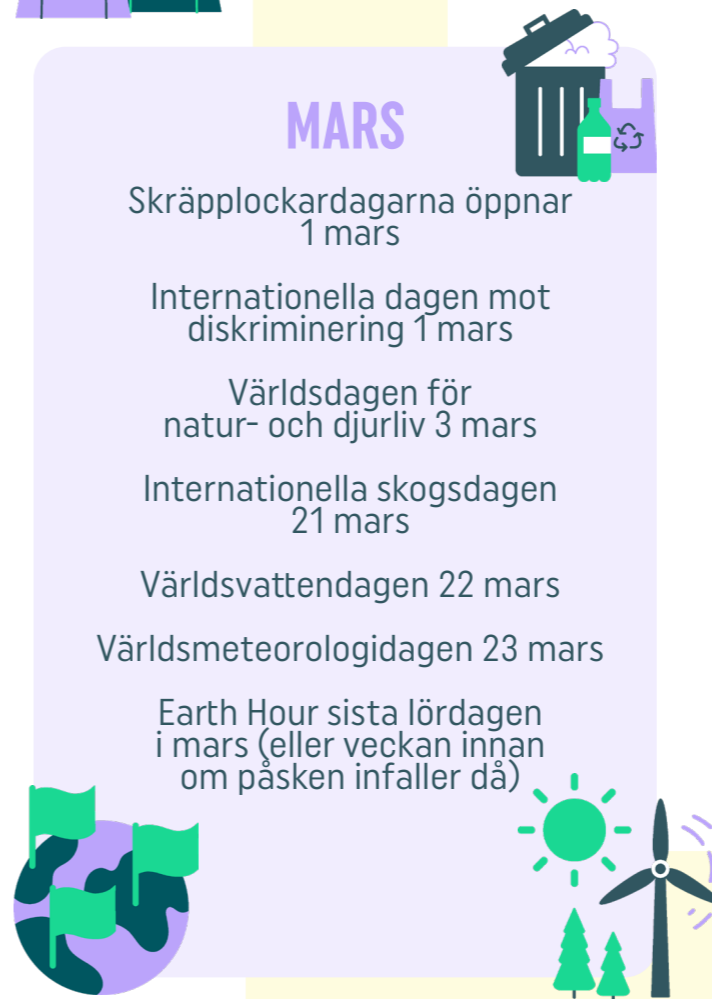 MARS
Skräpplockardagarna öppnar
1 mars
Internationella dagen mot
diskriminering 1 mars
Världsdagen för
natur- och djurliv 3 mars
Internationella skogsdagen
21 mars
Världsvattendagen 22 mars
Världsmeteorologidagen 23 mars
Earth Hour sista lördagen
i mars (eller veckan innan
om påsken infaller då)